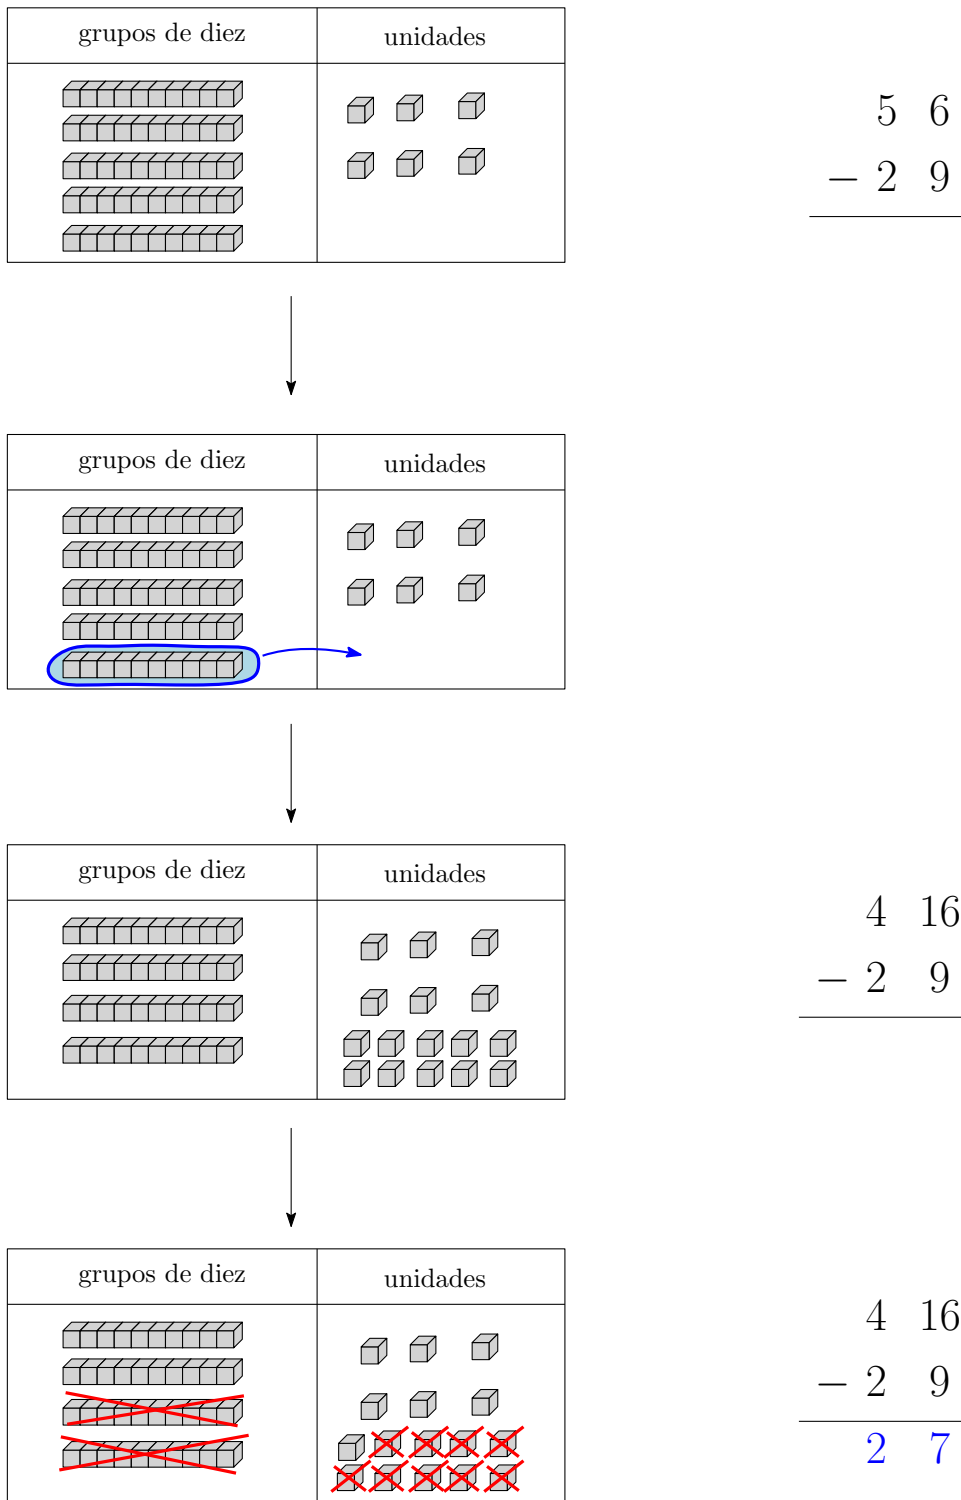 grupos de diez unidades
5 6
− 2 9
grupos de diez unidades
grupos de diez unidades
4 16
− 2 9
grupos de diez unidades
4 16
− 2 9
2 7